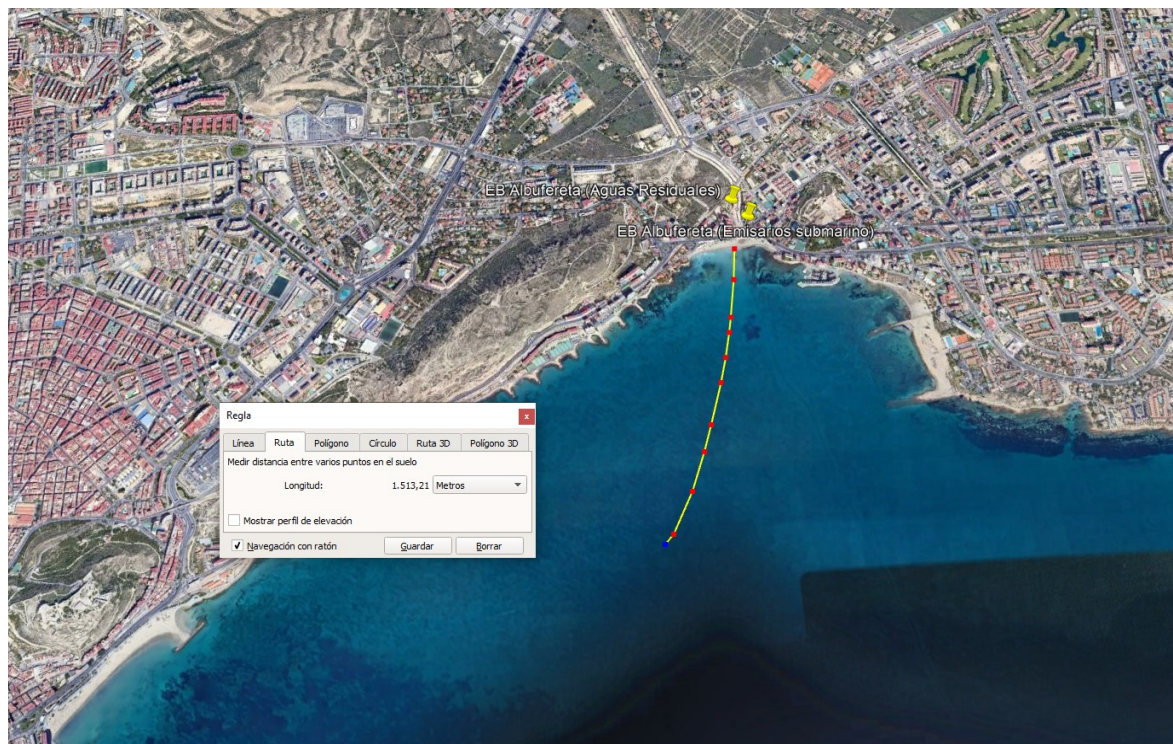 EB Albufereta (Aguas Residuales)
EB Albufereta (Emisarios submarino)
Regla
x
Línea Ruta Polígono Círculo Ruta 3D Polígono 3D
Medir distancia entre varios puntos en el suelo
Longitud: 1.513,21 Metros
Mostrar perfil de elevación
Navegación con ratón Guardar Borrar